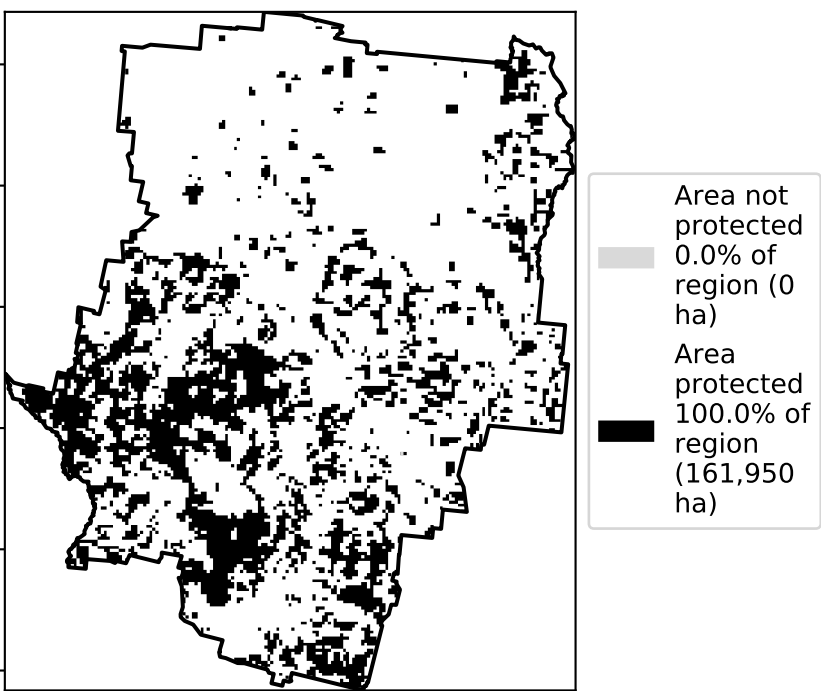 Area not
protected
0.0% of
region (0
ha)
Area
protected
100.0% of
region
(161,950
ha)